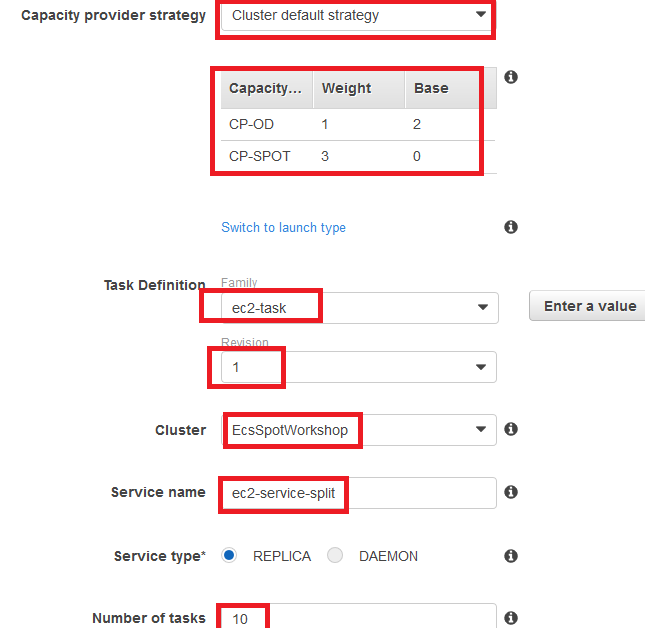 Capacity provider strategy Cluster default strategy
Capacity... Weight Base
CP-OD 1 2
CP-SPOT 3 0
Switch to launch type
Family
Task Definition
ec2-task Enter a value
Revision
1
Cluster EcsSpotWorkshop
Service name ec2-service-split
Service type* REPLICA DAEMON
Number of tasks 10